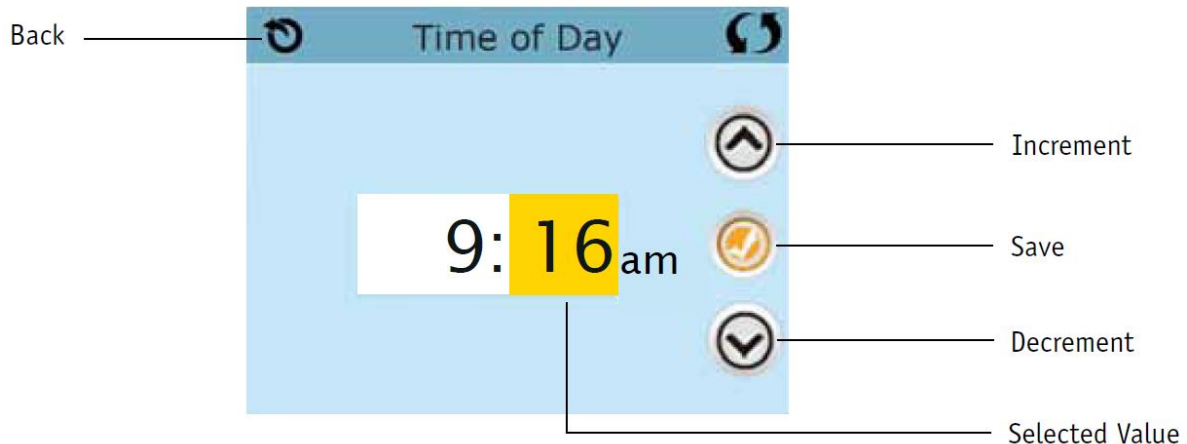 Back
Time of Day
Increment
9:16am
Save
Decrement
Selected Value